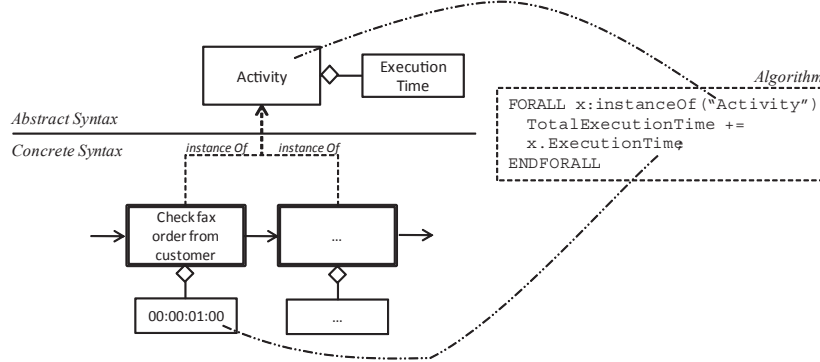 Activity
Execution
Time
Abstract Syntax
Concrete Syntax
instance Of
instance Of
Check fax
order from
customer
...
00:00:01:00
...
Algorithm
FORALL x:instanceOf("Activity")
TotalExecutionTime +=
x.ExecutionTime;
ENDFORALL